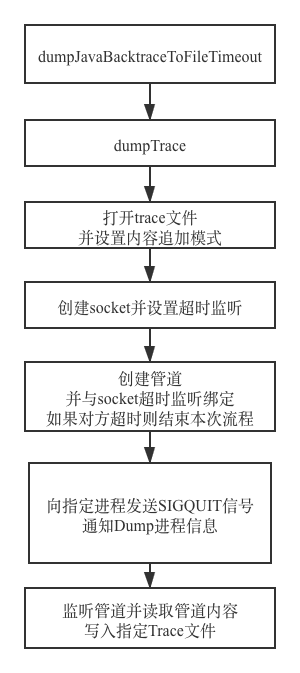 dumpJavaBacktraceToFileTimeout
dumpTrace
打开trace文件
并设置内容追加模式
创建socket并设置超时监听
创建管道
并与socket超时监听绑定
如果对方超时则结束本次流程
向指定进程发送SIGQUIT信号
通知Dump进程信息
监听管道并读取管道内容
写入指定Trace文件